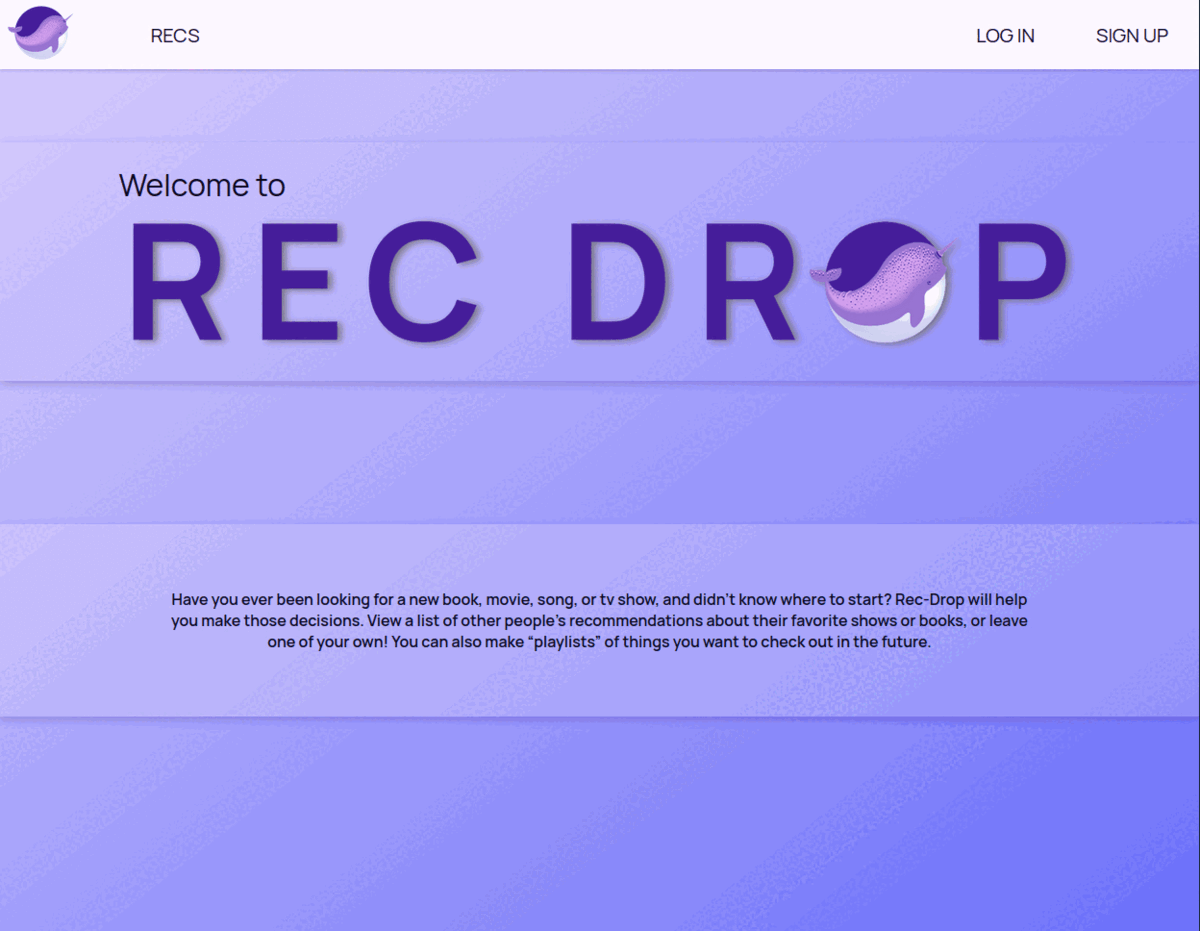 RECS
LOG IN
SIGN UP
Welcome to
REC DROP
Have you ever been looking for a new book, movie, song, or tv show, and didn't know where to start? Rec-Drop will help
you make those decisions. View a list of other people's recommendations about their favorite shows or books, or leave
one of your own! You can also make “playlists” of things you want to check out in the future.